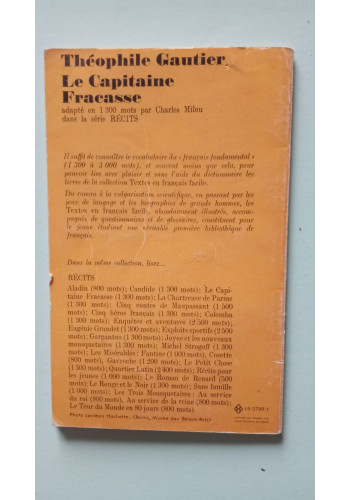 Théophile Gautier
Le Capitaine
Fracasse
adapté en 1 300 mots par Charles Milou
dans la série RÉCITS
Il suffit de connaître le vocabulaire du « français fondamental »
(1 300 à 3 000 mots), et souvent moins que cela, pour
pouvoir lire avec plaisir et sans l'aide du dictionnaire les
livres de la collection Textes en français facile.
Du roman à la vulgarisation scientifique, en passant par les
jeux de langage et les biographies de grands hommes, les
Textes en français facile, abondamment illustrés, accom-
pagnés de questionnaires et de glossaires, constituent pour
le jeune étudiant une véritable première bibliothèque de
français.
Dans la même collection, lisez...
RÉCITS
Aladin (800 mots); Candide (1 300 mots); Le Capi-
taine Fracasse (1 300 mots); La Chartreuse de Parme
(1 300 mots); Cinq contes de Maupassant (1 500
mots); Cinq héros français (1 300 mots); Colomba
(1 300 mots); Enquêtes et aventures (2 500 mots);
Eugénie Grandet (1 300 mots); Exploits sportifs (2 500
mots); Gargantua (1 300 mots); Joyce et les nouveaux
mousquetaires (1 300 mots); Michel Strogoff (1 300
mots); Les Misérables: Fantine (1 000 mots), Cosette
(800 mots), Gavroche (1 200 mots); Le Petit Chose
(1 300 mots); Quartier Latin (2 400 mots); Récits pour
les jeunes (1 000 mots); Le Roman de Renard (500
mots); Le Rouge et le Noir (1 300 mots); Sans famille
(1 000 mots); Les Trois Mousquetaires: Au service
du roi (800 mots), Au service de la reine (800 mots);
Le Tour du Monde en 80 jours (800 mots).
Photo couleurs Hachette. (Reims, Musée des Beaux-Arts)